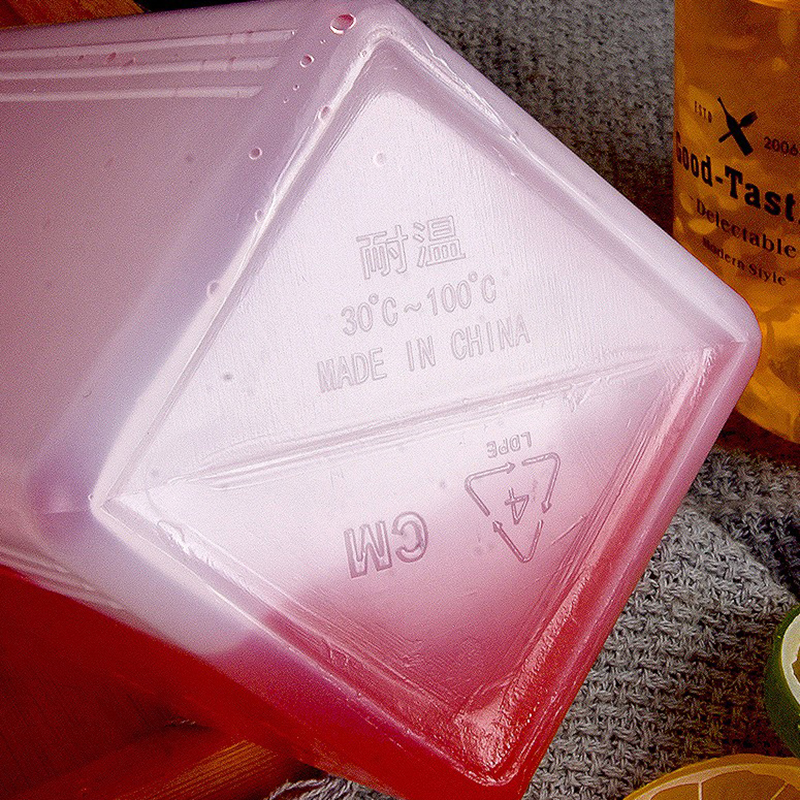 耐温
30°C~100°C
MADE IN CHINA
LDPE
4
CM
ESTD
2006
Good-Tast
Delectable
Modern Style